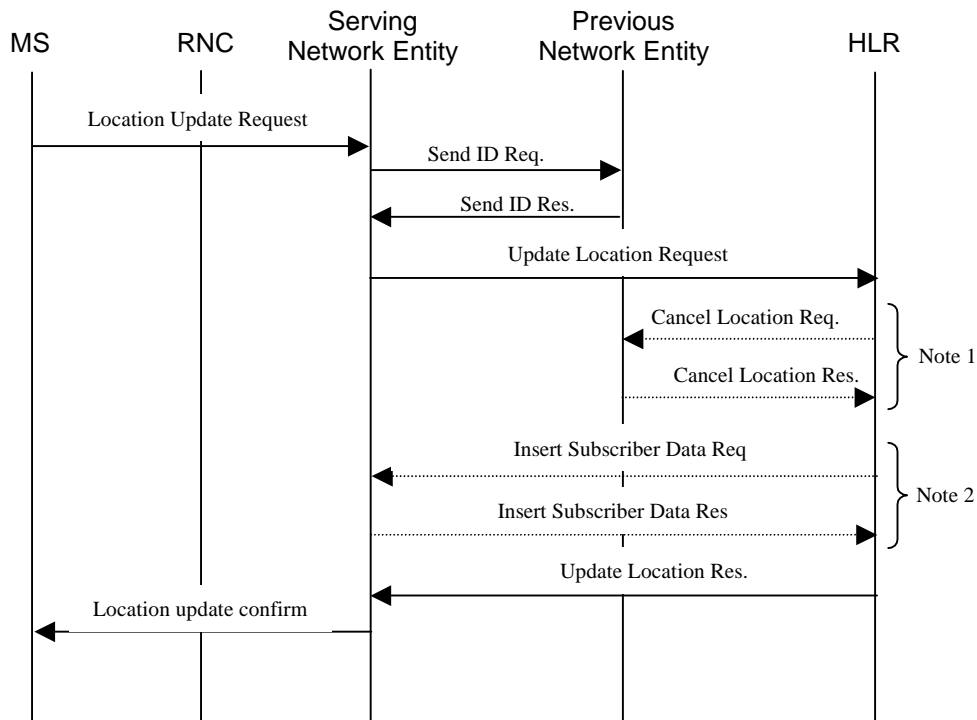 MS
RNC
Serving
Network Entity
Previous
Network Entity
HLR
Location Update Request
Send ID Req.
Send ID Res.
Update Location Request
Cancel Location Req.
Note 1
Cancel Location Res.
Insert Subscriber Data Req
Note 2
Insert Subscriber Data Res
Update Location Res.
Location update confirm